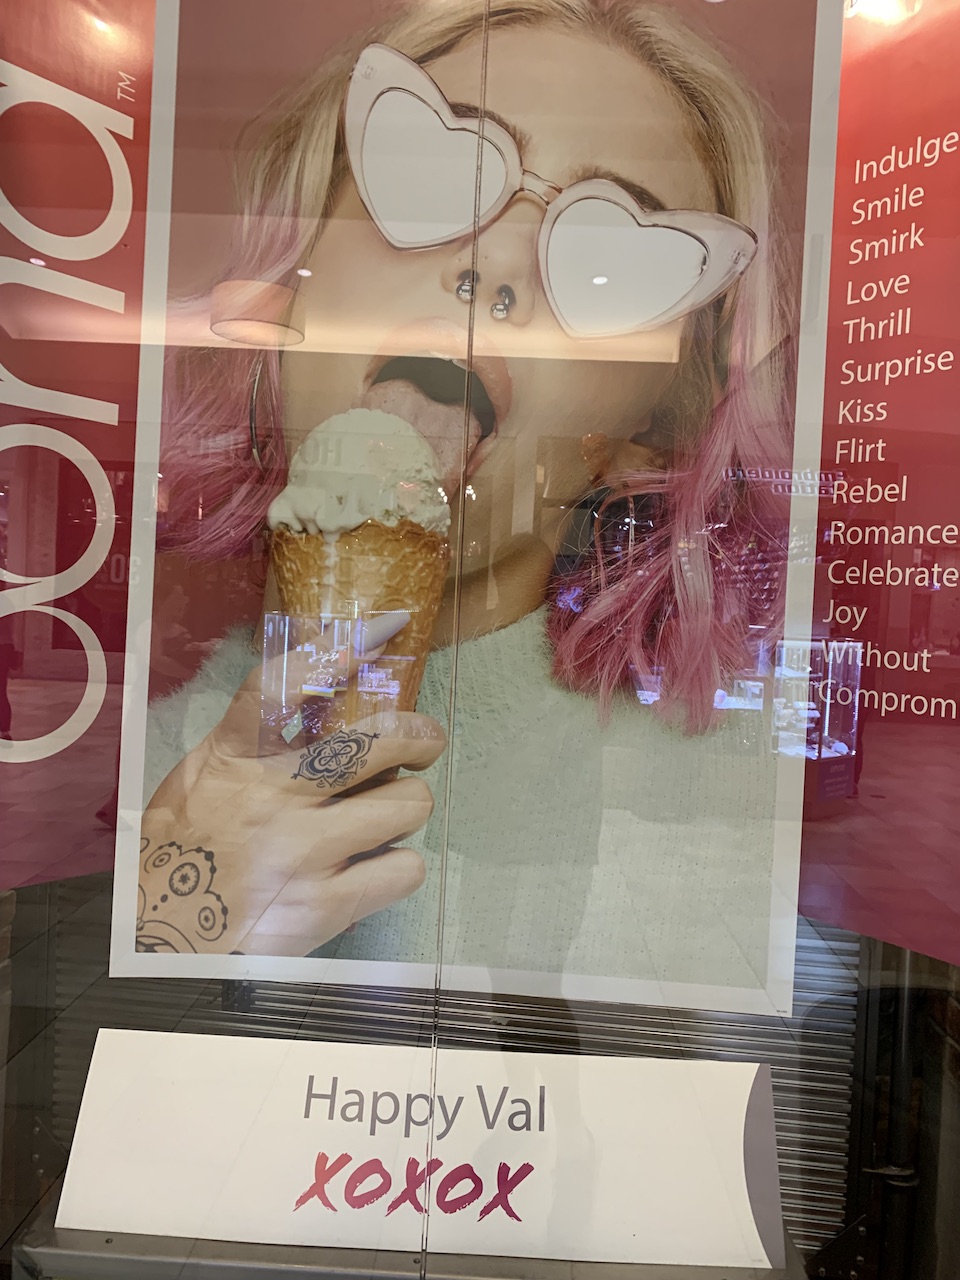 Indulge
Smile
Smirk
Love
Thrill
Surprise
Kiss
Flirt
Rebel
Romance
Celebrate
Joy
Without
Comprom
Happy Val
XOXOX